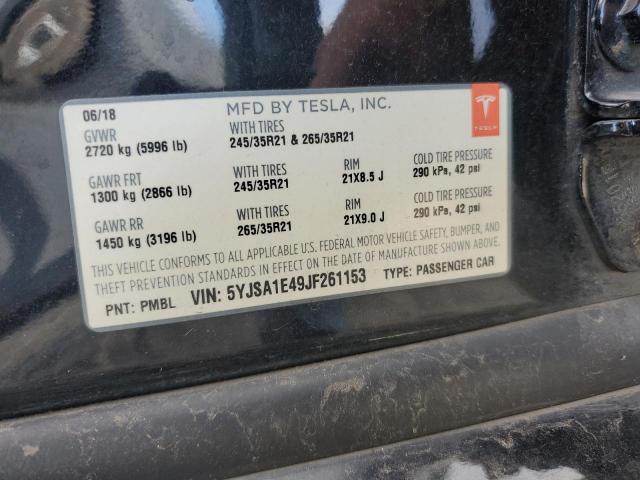 06/18 MFD BY TESLA, INC.
GVWR WITH TIRES
2720 kg (5996 lb) 245/35R21 & 265/35R21
TESLA
GAWR FRT WITH TIRES RIM COLD TIRE PRESSURE
1300 kg (2866 lb) 245/35R21 21X8.5 J 290 kPa, 42 psi
GAWR RR WITH TIRES RIM COLD TIRE PRESSURE
1450 kg (3196 lb) 265/35R21 21X9.0 J 290 kPa, 42 psi
THIS VEHICLE CONFORMS TO ALL APPLICABLE U.S. FEDERAL MOTOR VEHICLE SAFETY, BUMPER, AND
THEFT PREVENTION STANDARDS IN EFFECT ON THE DATE OF MANUFACTURE SHOWN ABOVE.
PNT: PMBL VIN: 5YJSA1E49JF261153 TYPE: PASSENGER CAR